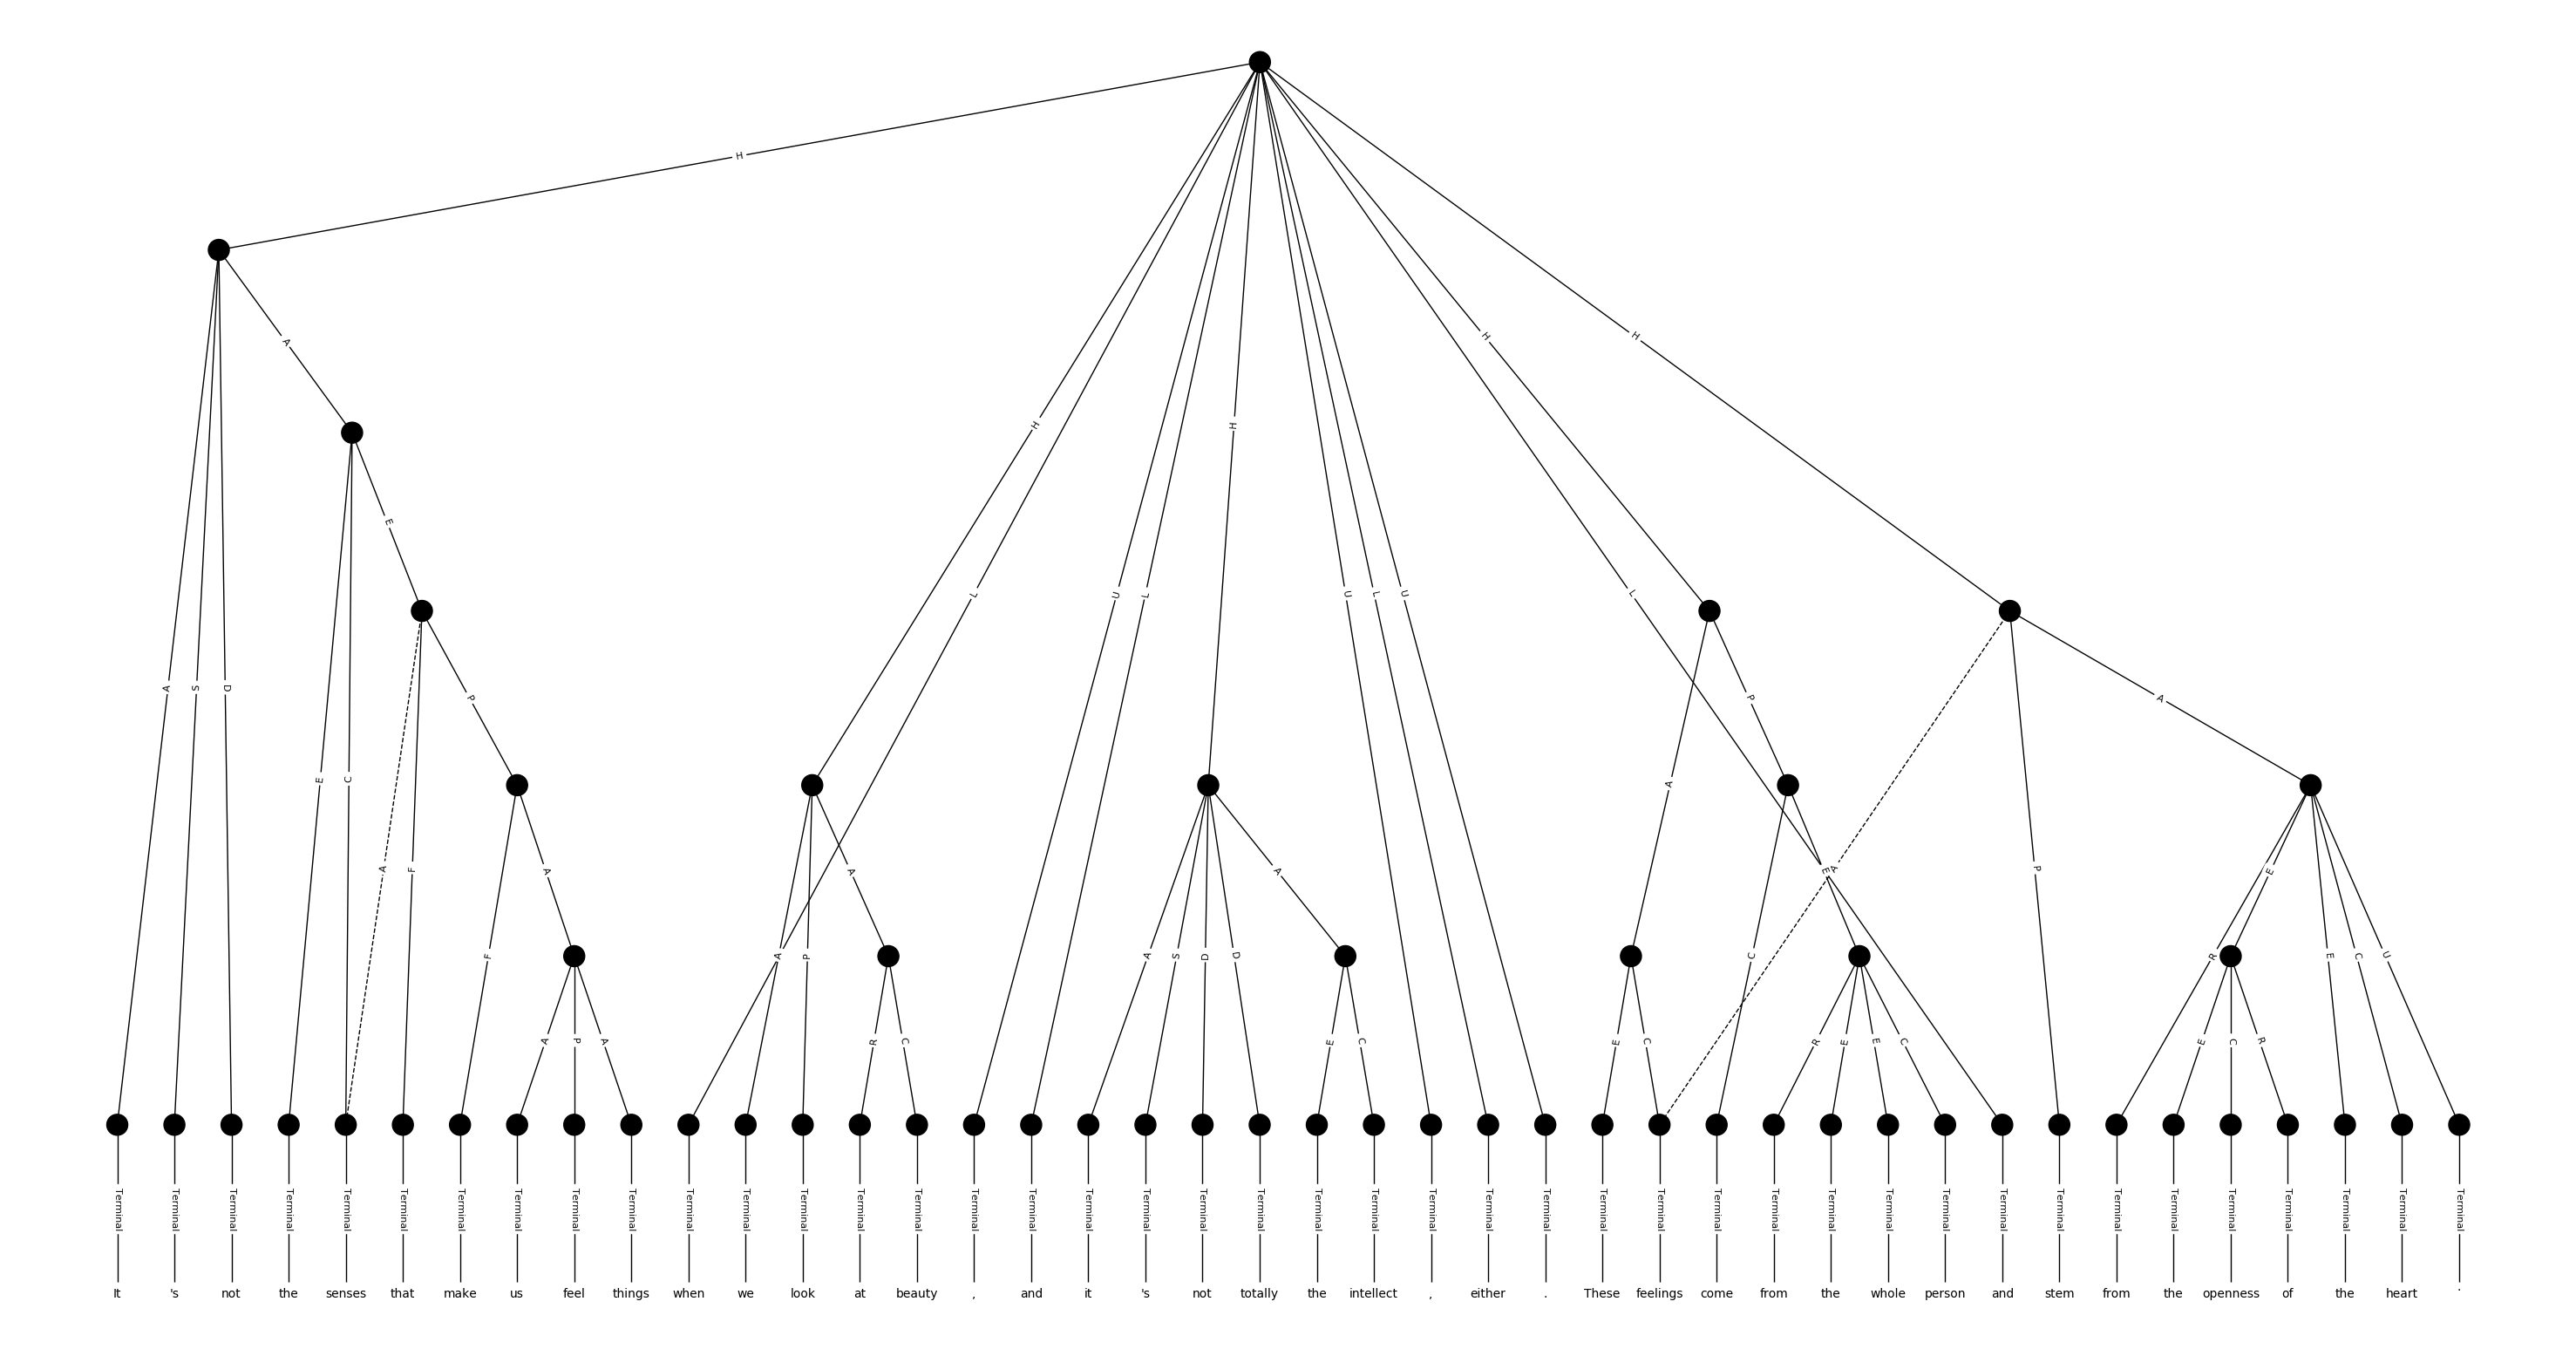 H
A
H
H
E
H
H
U
L
L
U
L
U
L
A
S
D
P
P
A
E
C
A
A
F
A
A
A
E
A
P
E
F
A
P
A
S
D
D
C
R
E
C
U
A
P
A
R
C
E
C
E
C
R
E
E
C
E
C
R
Terminal Terminal Terminal Terminal Terminal Terminal Terminal Terminal Terminal Terminal Terminal Terminal Terminal Terminal Terminal Terminal Terminal Terminal Terminal Terminal Terminal Terminal Terminal Terminal Terminal Terminal Terminal Terminal Terminal Terminal Terminal Terminal Terminal Terminal Terminal Terminal Terminal Terminal Terminal Terminal Terminal Terminal
It 's not the senses that make us feel things when we look at beauty , and it 's not totally the intellect , either . These feelings come from the whole person and stem from the openness of the heart .